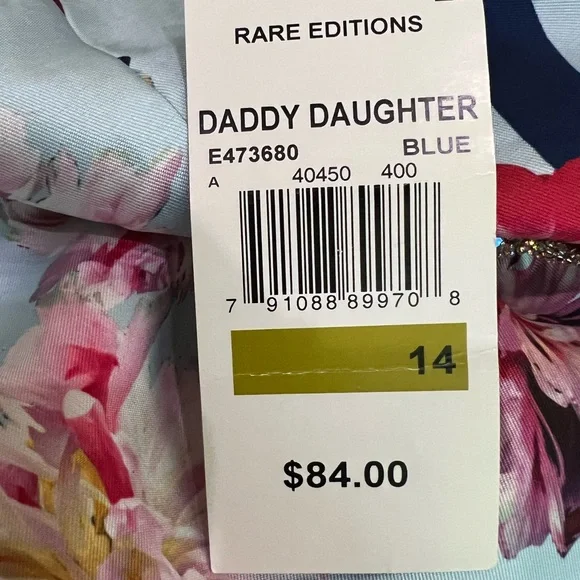 RARE EDITIONS
DADDY DAUGHTER
E473680 BLUE
A 40450 400
7 91088 89970 8
14
$84.00